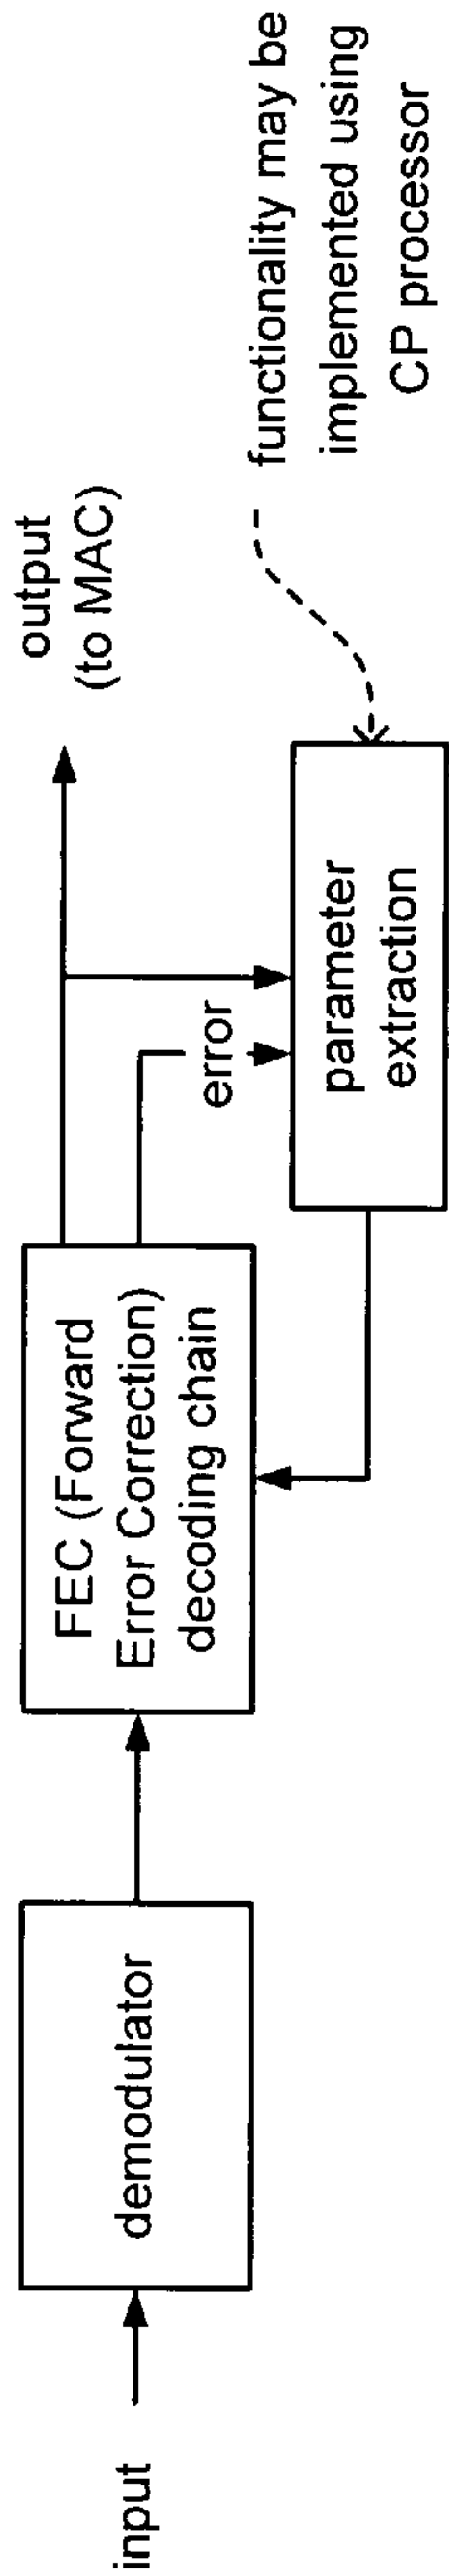 input
demodulator
FEC (Forward
Error Correction)
decoding chain
error
output
(to MAC)
parameter
extraction
functionality may be
implemented using
CP processor